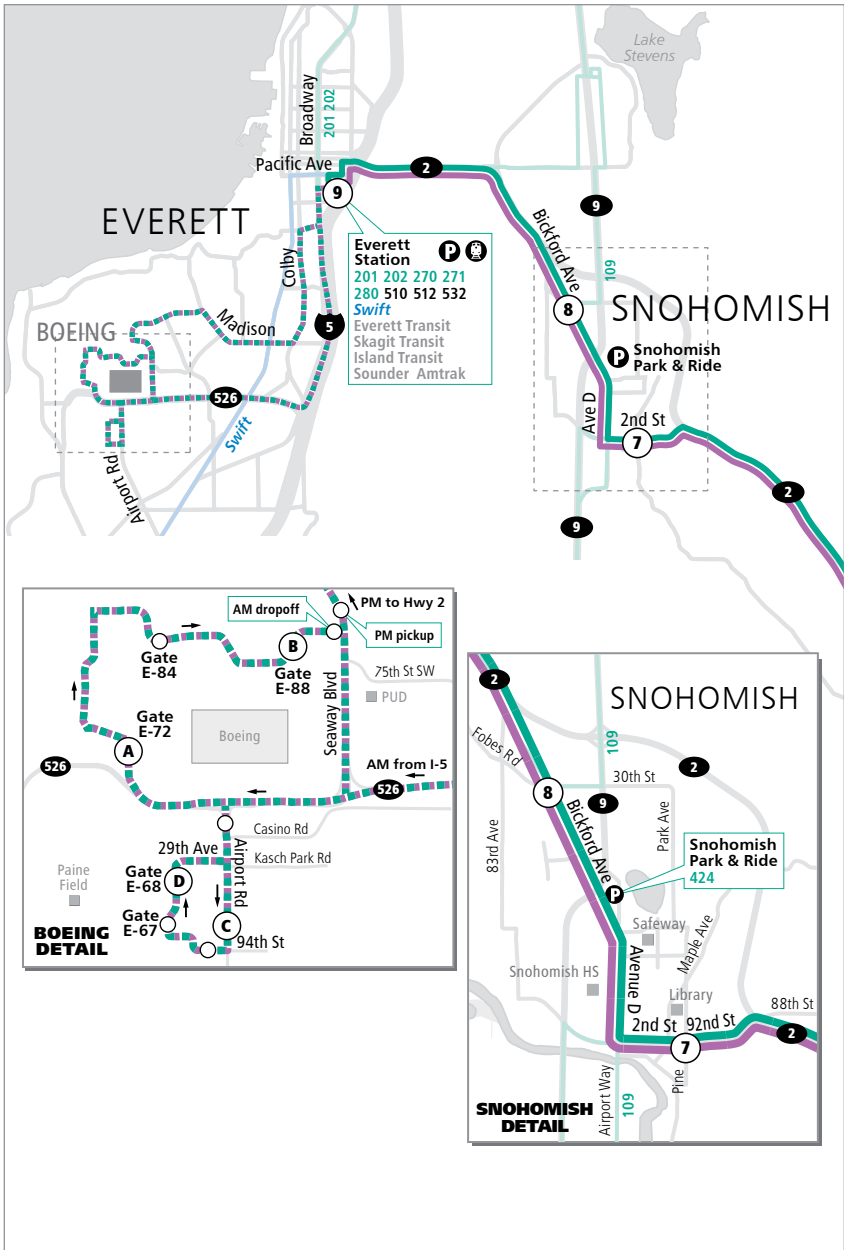 Lake
Stevens
Broadway
201 202
Pacific Ave
2
9
EVERETT
Everett
Station
P
201 202 270 271
280 510 512 532
Swift
Everett Transit
Skagit Transit
Island Transit
Sounder Amtrak
Colby
Madison
BOEING
5
526
Swift
Airport Rd
Bickford Ave
9
109
SNOHOMISH
8
P
Snohomish
Park & Ride
Ave D
2nd St
7
2
9
PM to Hwy 2
AM dropoff
PM pickup
B
Gate
E-84
Gate
E-88
Seaway Blvd
75th St SW
PUD
Gate
E-72
A
Boeing
526
AM from I-5
526
Casino Rd
29th Ave
Kasch Park Rd
Airport Rd
Paine
Field
Gate
E-68
D
Gate
E-67
C
94th St
BOEING
DETAIL
2
SNOHOMISH
109
Fobes Rd
2
8
30th St
9
Bickford Ave
Park Ave
83rd Ave
Snohomish
Park & Ride
424
P
Safeway
Maple Ave
Snohomish HS
Avenue D
Library
88th St
2nd St
92nd St
2
7
Airport Way
109
Pine
SNOHOMISH
DETAIL